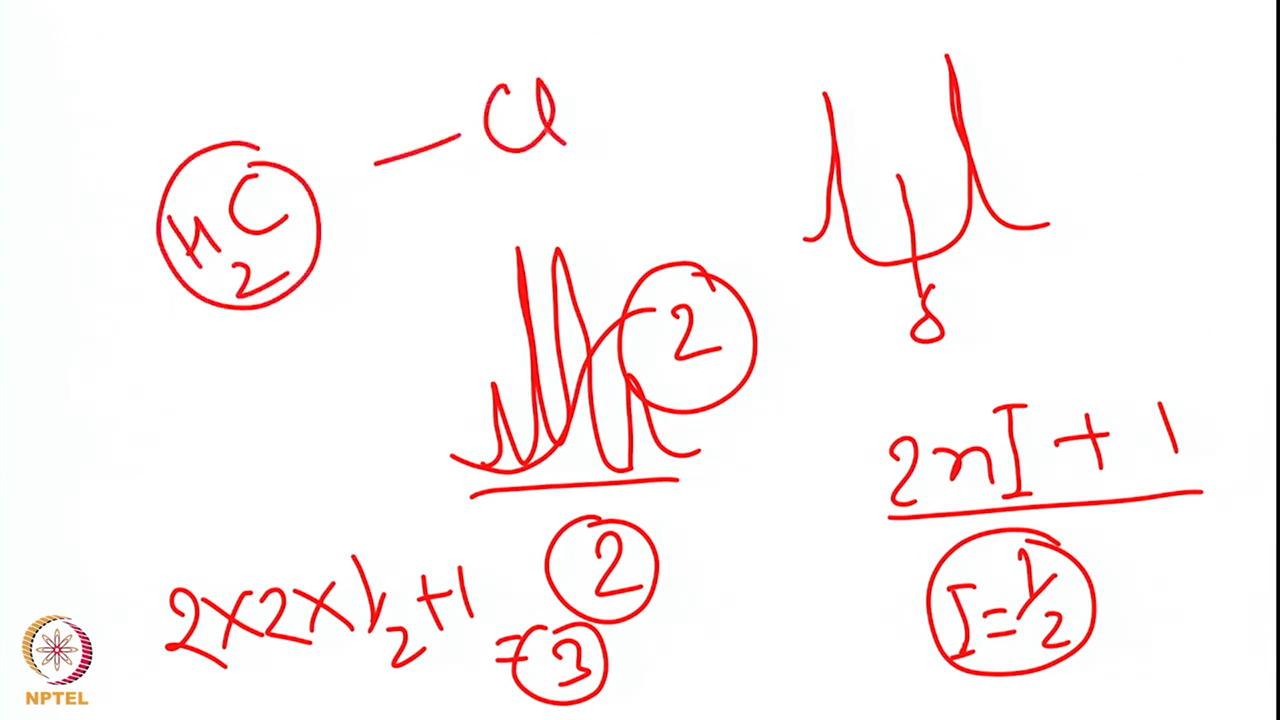 H2C — Cl
δ
2
2nI + 1
2
I = 1/2
2×2×1/2+1
= 3
NPTEL